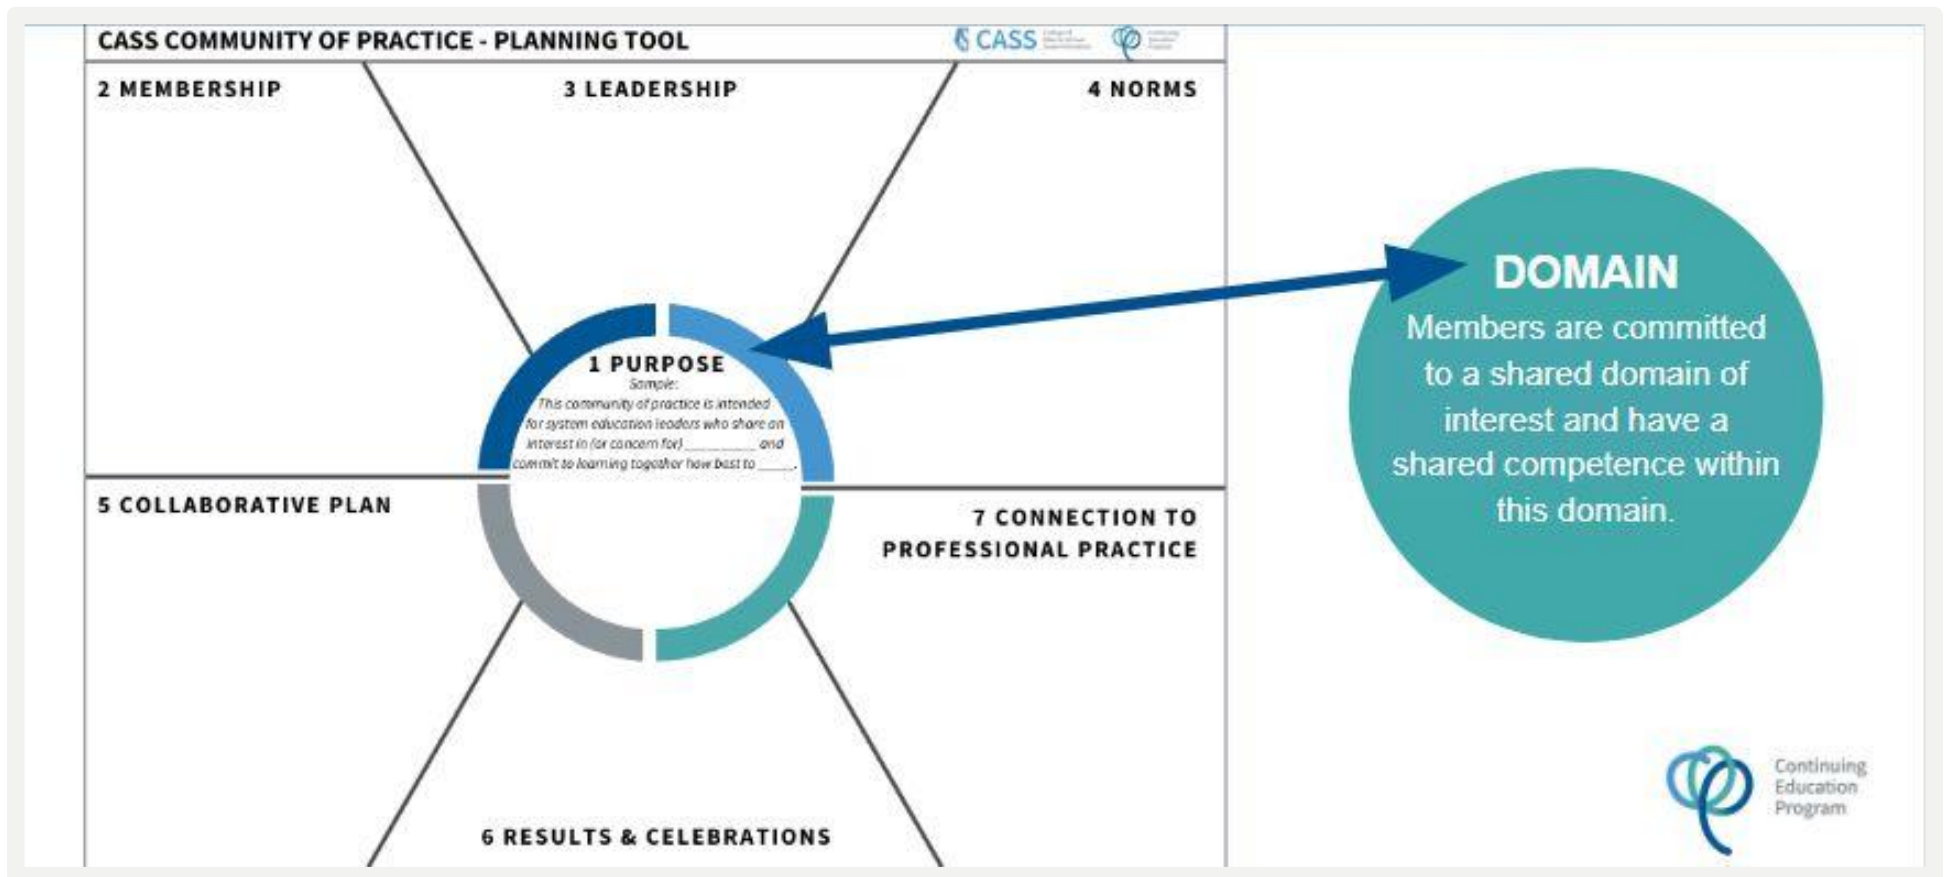 CASS COMMUNITY OF PRACTICE - PLANNING TOOL
CASS
2 MEMBERSHIP
3 LEADERSHIP
4 NORMS
1 PURPOSE
Sample:
This community of practice is intended
for system education leaders who share an
interest in (or concern for) __________ and
commit to learning together how best to _____.
5 COLLABORATIVE PLAN
7 CONNECTION TO
PROFESSIONAL PRACTICE
6 RESULTS & CELEBRATIONS
DOMAIN
Members are committed
to a shared domain of
interest and have a
shared competence within
this domain.
Continuing
Education
Program